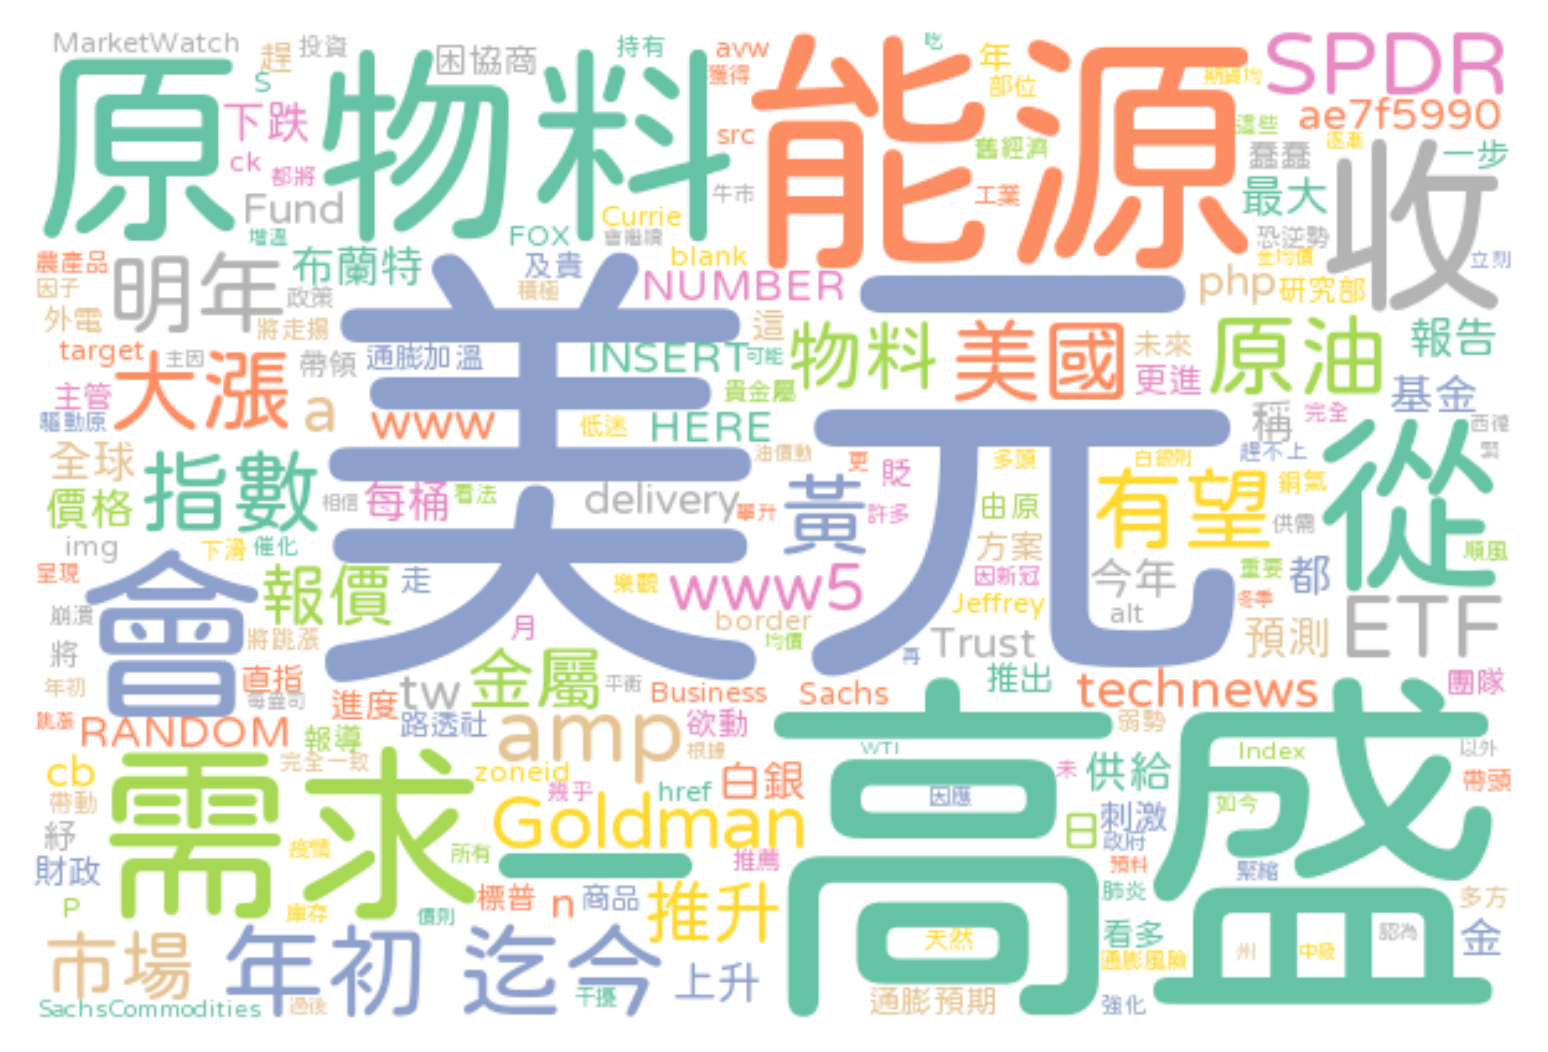 MarketWatch
趕
投資
困協商
持有
avw
獲得
吃
年
部位
期貨均
SPDR
原物料
能源
S
下跌
ck
都將
src
舊經濟
這些
ae7f5990
逐漸
蠢蠢
一步
收
Fund
牛市
工業
最大
Currie
增溫
FOX
會繼續
恐逆勢
農產品
明年
布蘭特
及貴
blank
金均價
立刻
因子
政策
積極
NUMBER
一
php
研究部
外電
將走揚
這
target
主因
大漲
帶領
通膨加溫
美元
INSERT
可能
物料
美國
未來
更進
原油
報告
主管
a
貴金屬
基金
驅動原
www
低迷
HERE
稱
完全
西德
全球
油價動
更
多頭
白銀則
趕不上
緊
從
指數
相信
每桶
看法
delivery
畢升
黃
貶
許多
由原
有望
銅氣
供需
價格
img
下滑
催化
方案
順風
呈現
會
報價
走
樂觀
www5
因新冠
今年
重要
都
崩潰
Jeffrey
alt
冬季
ETF
將
將跳漲
月
border
均價
Trust
預測
再
年初
直指
每盎司
進度
tw
金屬
平衡
Business
Sachs
推出
technews
團隊
跳漲
RANDOM
報導
路透社
amp
欲動
根據
弱勢
完全一致
WTI
Index
以外
cb
需求
zoneid
幾乎
href
白銀
高盛
未
供給
帶頭
帶動
Goldman
因應
刺激
如今
紓
疫情
所有
日
政府
財政
一
推薦
預料
緊縮
P
庫存
價則
標普
n
商品
推升
肺炎
多方
市場
年初
迄今
天然
看多
州
中級
認為
金
通膨風險
上升
SachsCommodities
過後
干擾
通膨預期
強化